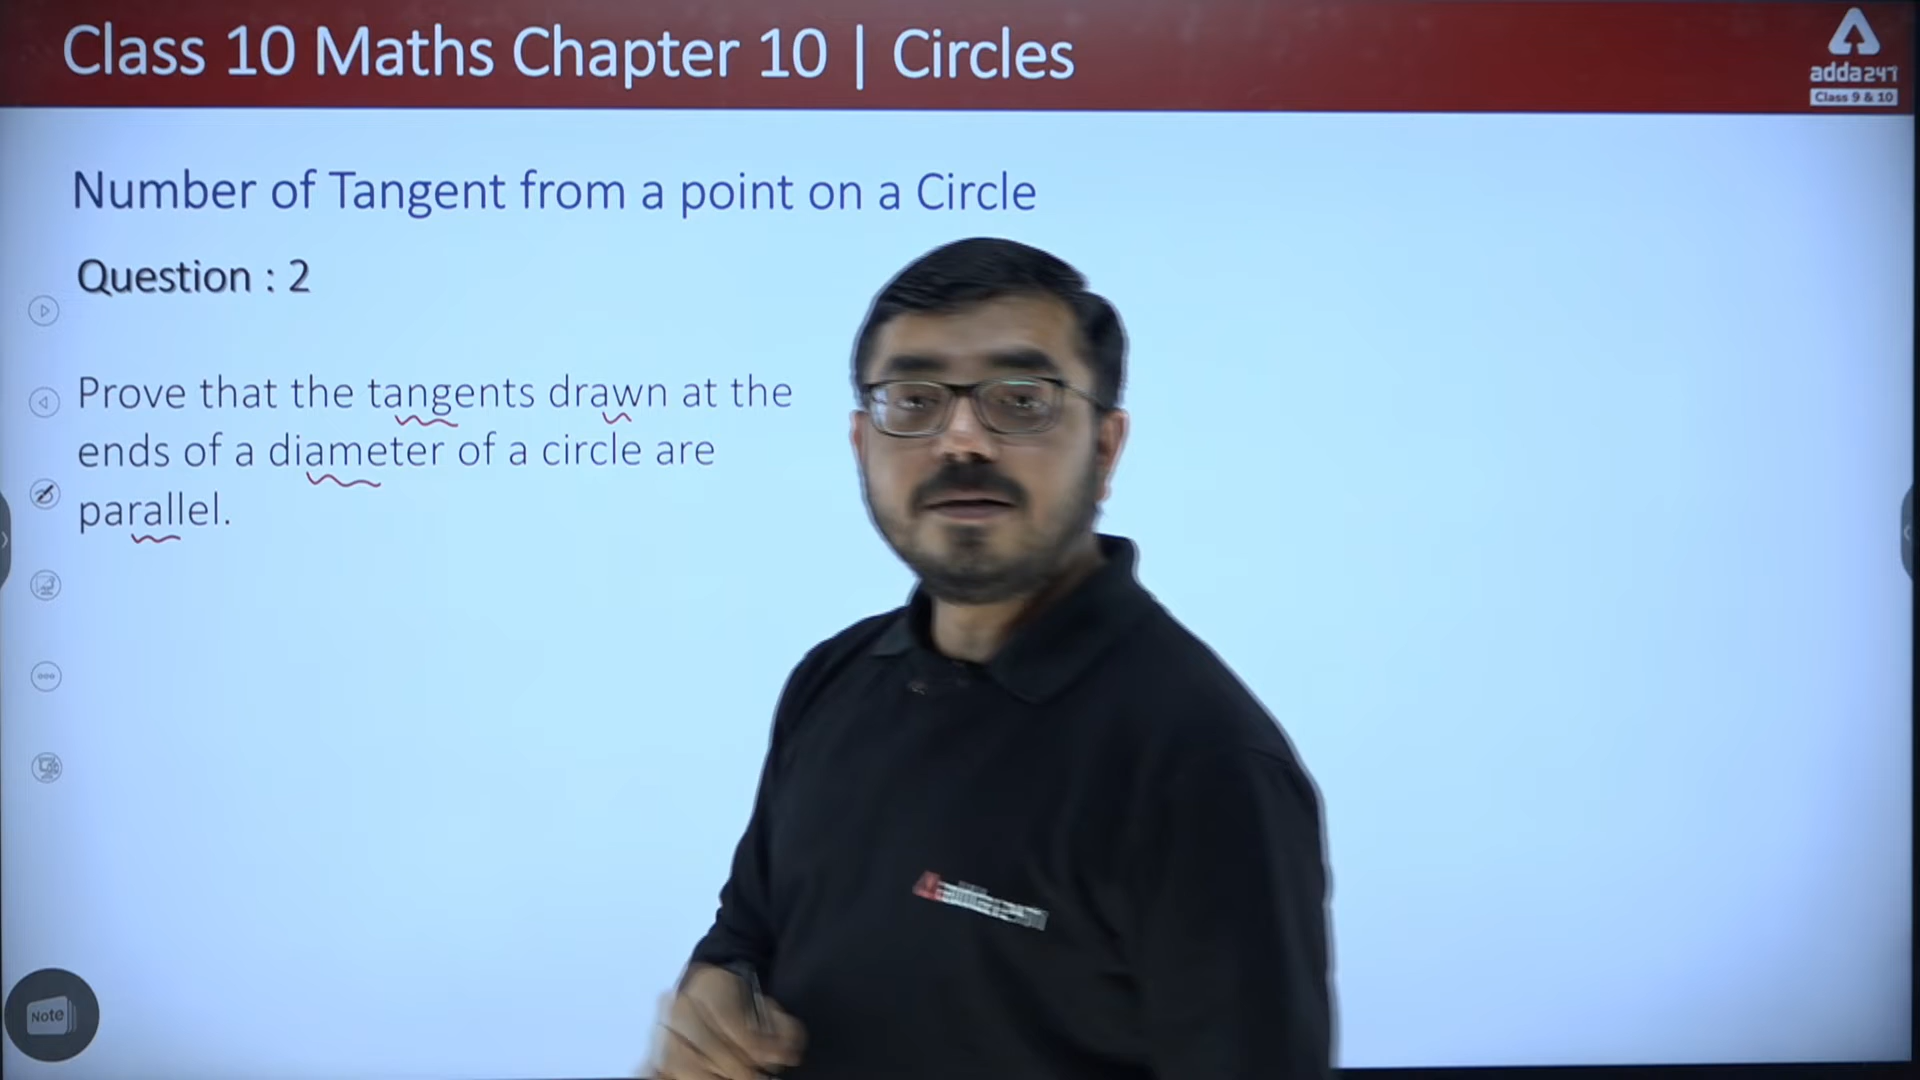 Class 10 Maths Chapter 10 | Circles
adda247
Class 9 & 10
Number of Tangent from a point on a Circle
Question : 2
Prove that the tangents drawn at the
ends of a diameter of a circle are
parallel.
Note